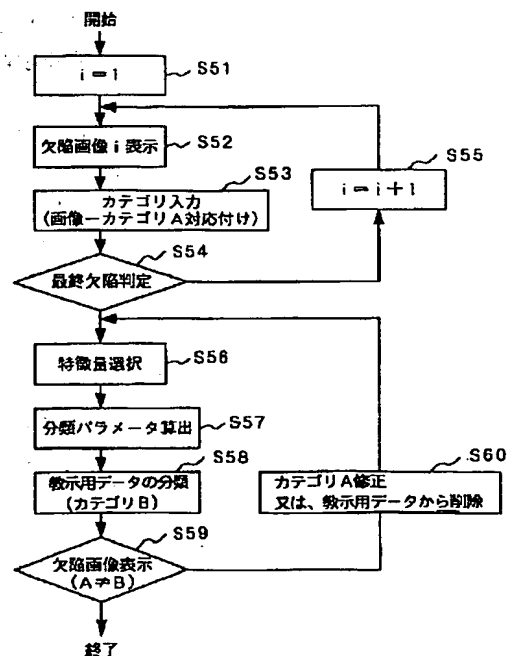 開始
i = 1
S51
欠陥画像 i 表示
S52
カテゴリ入力
(画像ーカテゴリA対応付け)
S53
最終欠陥判定
S54
i = i + 1
S55
特徴量選択
S56
分類パラメータ算出
S57
教示用データの分類
(カテゴリB)
S58
欠陥画像表示
(A≠B)
S59
カテゴリA修正
又は、教示用データから削除
S60
終了